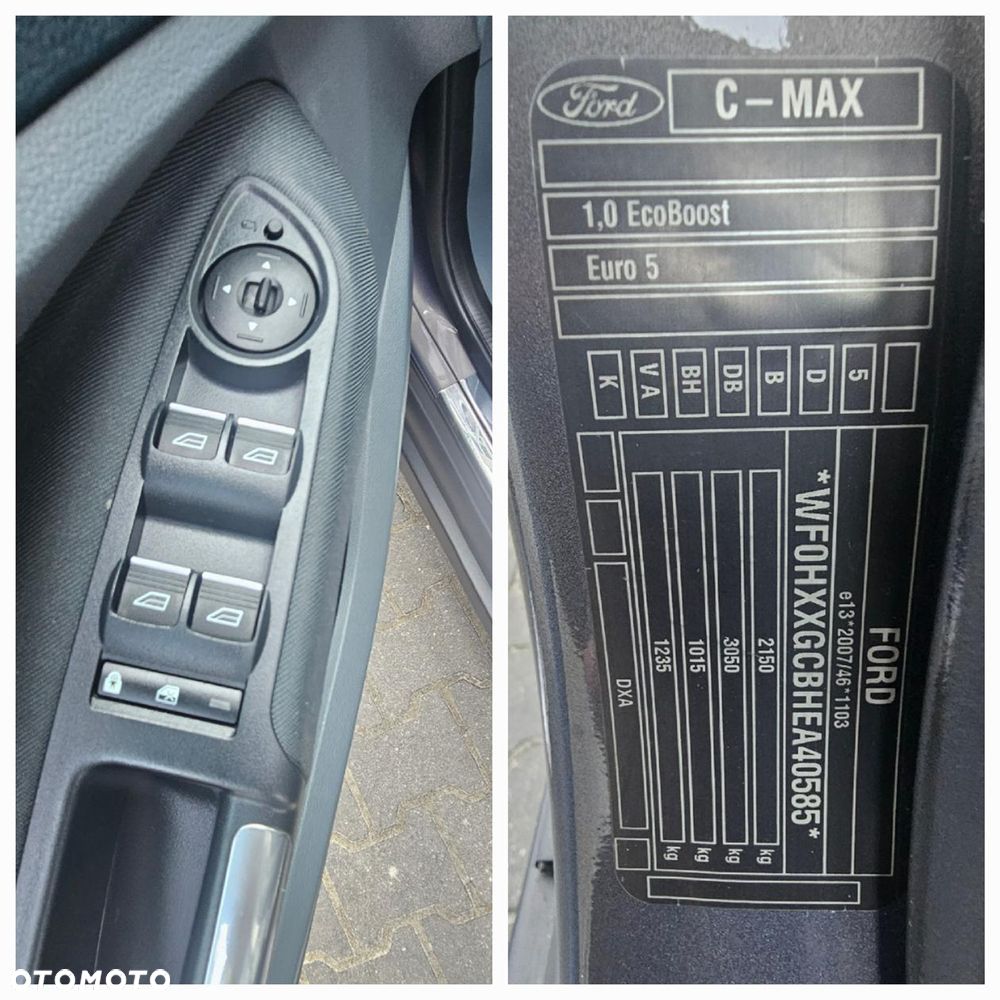 OTOMOTO
Ford
C - MAX
1,0 EcoBoost
Euro 5
K
V A
BH
DB
B
D
5
FORD
e13*2007/46*1103
*WF0HXXGCBHEA40585*
2150 kg
3050 kg
1015 kg
1235 kg
DXA